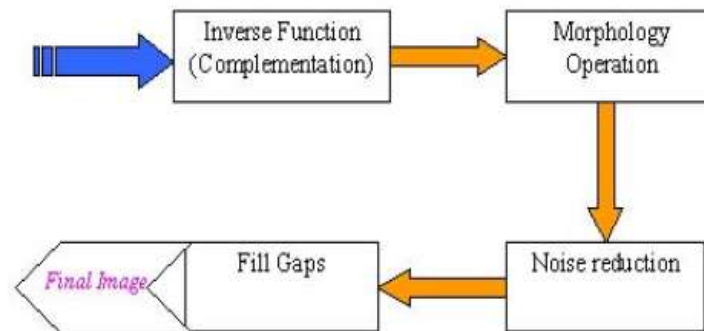 Inverse Function
(Complementation)
Morphology
Operation
Noise reduction
Fill Gaps
Final Image